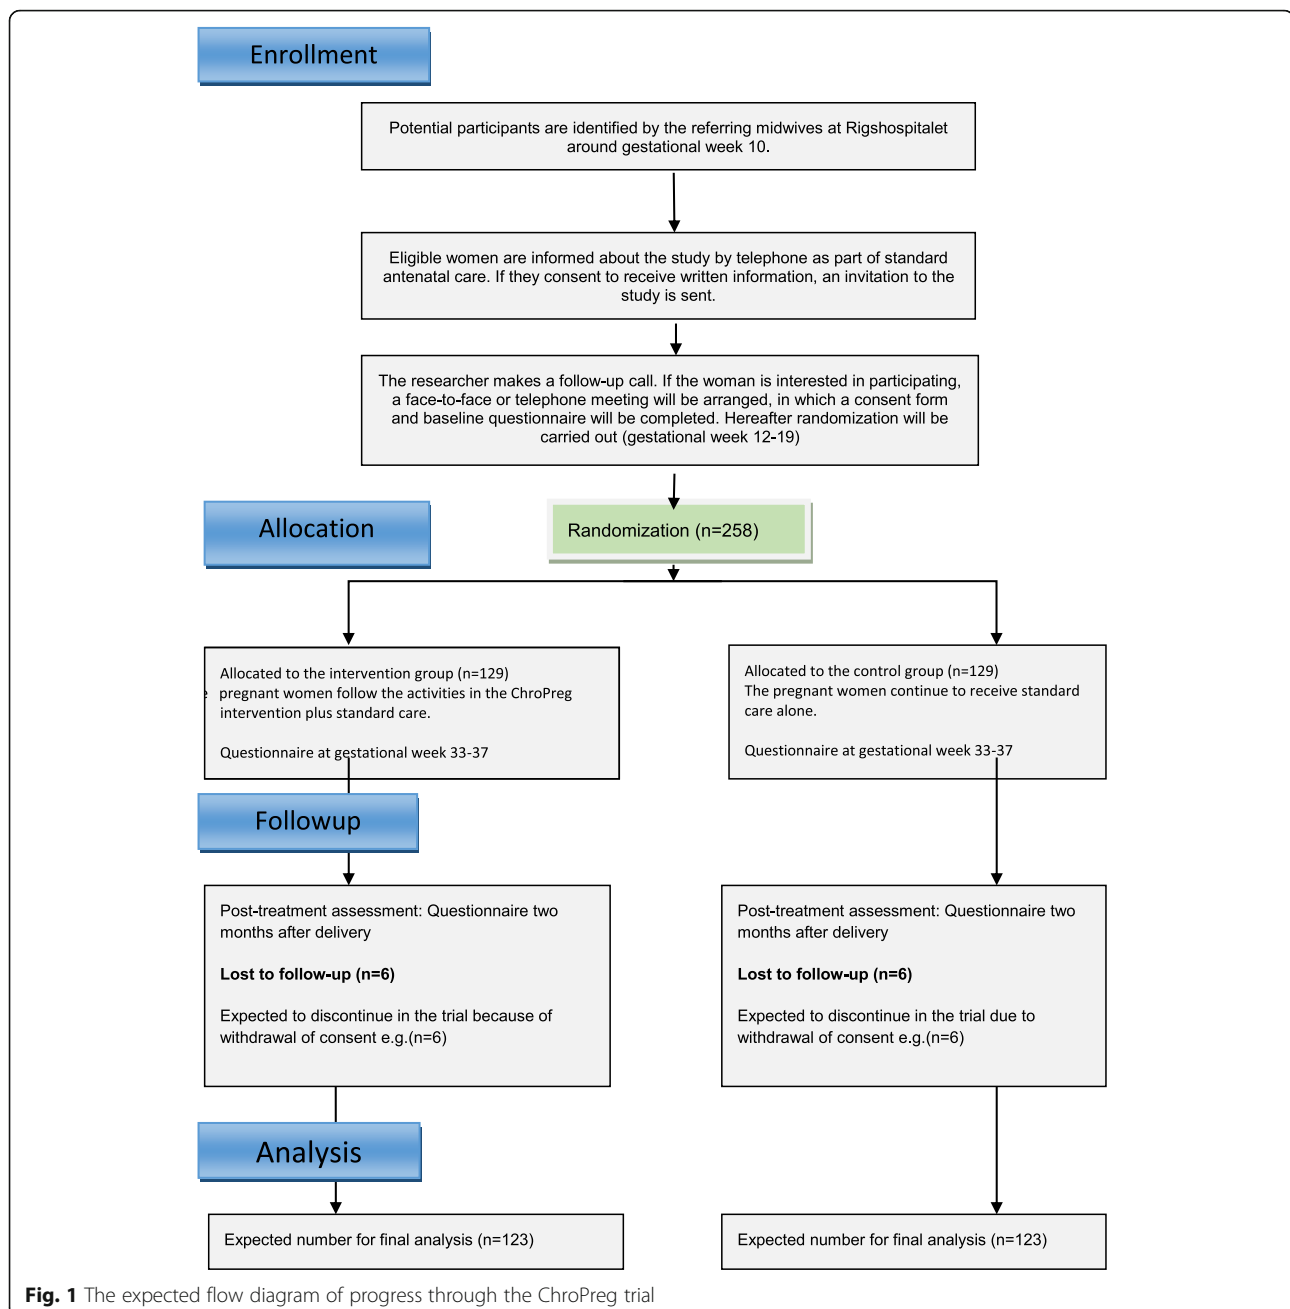 Enrollment
Potential participants are identified by the referring midwives at Rigshospitalet
around gestational week 10.
Eligible women are informed about the study by telephone as part of standard
antenatal care. If they consent to receive written information, an invitation to the
study is sent.
The researcher makes a follow-up call. If the woman is interested in participating,
a face-to-face or telephone meeting will be arranged, in which a consent form
and baseline questionnaire will be completed. Hereafter randomization will be
carried out (gestational week 12-19)
Allocation
Randomization (n=258)
Allocated to the intervention group (n=129)
e pregnant women follow the activities in the ChroPreg
intervention plus standard care.
Questionnaire at gestational week 33-37
Allocated to the control group (n=129)
The pregnant women continue to receive standard
care alone.
Questionnaire at gestational week 33-37
Followup
Post-treatment assessment: Questionnaire two
months after delivery
Lost to follow-up (n=6)
Expected to discontinue in the trial because of
withdrawal of consent e.g.(n=6)
Post-treatment assessment: Questionnaire two
months after delivery
Lost to follow-up (n=6)
Expected to discontinue in the trial due to
withdrawal of consent e.g.(n=6)
Analysis
Expected number for final analysis (n=123)
Expected number for final analysis (n=123)
Fig. 1 The expected flow diagram of progress through the ChroPreg trial